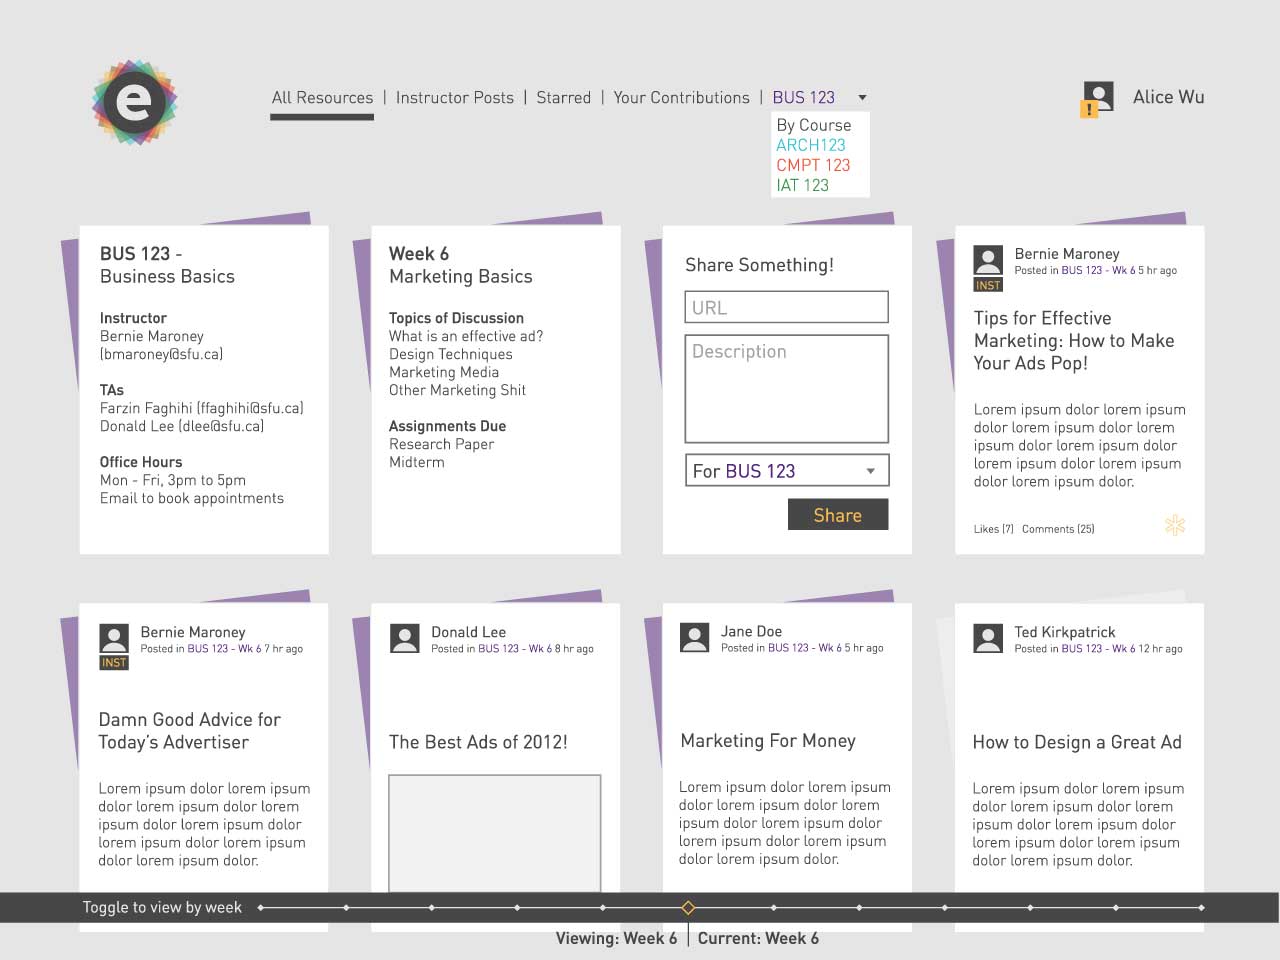 e
All Resources | Instructor Posts | Starred | Your Contributions | BUS 123
By Course
ARCH123
CMPT 123
IAT 123
!
Alice Wu
BUS 123 -
Business Basics
Instructor
Bernie Maroney
(bmaroney@sfu.ca)
TAs
Farzin Faghihi (ffaghihi@sfu.ca)
Donald Lee (dlee@sfu.ca)
Office Hours
Mon - Fri, 3pm to 5pm
Email to book appointments
Week 6
Marketing Basics
Topics of Discussion
What is an effective ad?
Design Techniques
Marketing Media
Other Marketing Shit
Assignments Due
Research Paper
Midterm
Share Something!
URL
Description
For BUS 123
Share
Bernie Maroney
Posted in BUS 123 - Wk 6 5 hr ago
INST
Tips for Effective
Marketing: How to Make
Your Ads Pop!
Lorem ipsum dolor lorem ipsum
dolor lorem ipsum dolor lorem
ipsum dolor lorem ipsum dolor
lorem ipsum dolor lorem ipsum
dolor lorem ipsum dolor.
Likes (7) Comments (25)
Bernie Maroney
Posted in BUS 123 - Wk 6 7 hr ago
INST
Damn Good Advice for
Today's Advertiser
Lorem ipsum dolor lorem ipsum
dolor lorem ipsum dolor lorem
ipsum dolor lorem ipsum dolor
lorem ipsum dolor lorem ipsum
dolor lorem ipsum dolor.
Donald Lee
Posted in BUS 123 - Wk 6 8 hr ago
The Best Ads of 2012!
Jane Doe
Posted in BUS 123 - Wk 6 5 hr ago
Marketing For Money
Lorem ipsum dolor lorem ipsum
dolor lorem ipsum dolor lorem
ipsum dolor lorem ipsum dolor
lorem ipsum dolor lorem ipsum
dolor lorem ipsum dolor.
Ted Kirkpatrick
Posted in BUS 123 - Wk 6 12 hr ago
How to Design a Great Ad
Lorem ipsum dolor lorem ipsum
dolor lorem ipsum dolor lorem
ipsum dolor lorem ipsum dolor
lorem ipsum dolor lorem ipsum
dolor lorem ipsum dolor.
Toggle to view by week
Viewing: Week 6 | Current: Week 6